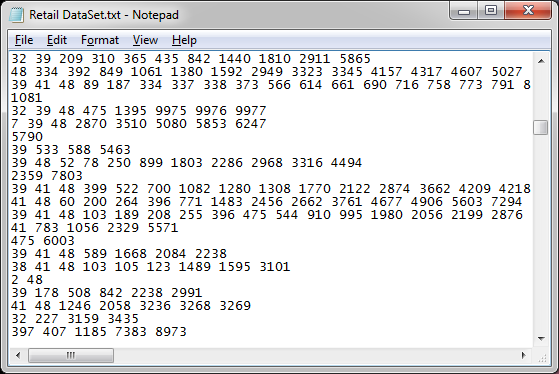 Retail DataSet.txt - Notepad
File Edit Format View Help
32 39 209 310 365 435 842 1440 1810 2911 5865
48 334 392 849 1061 1380 1592 2949 3323 3345 4157 4317 4607 5027
39 41 48 89 187 334 337 338 373 566 614 661 690 716 758 773 791 8
1081
32 39 48 475 1395 9975 9976 9977
7 39 48 2870 3510 5080 5853 6247
5790
39 533 588 5463
39 48 52 78 250 899 1803 2286 2968 3316 4494
2359 7803
39 41 48 399 522 700 1082 1280 1308 1770 2122 2874 3662 4209 4218
41 48 60 200 264 396 771 1483 2456 2662 3761 4677 4906 5603 7294
39 41 48 103 189 208 255 396 475 544 910 995 1980 2056 2199 2876
41 783 1056 2329 5571
475 6003
39 41 48 589 1668 2084 2238
38 41 48 103 105 123 1489 1595 3101
2 48
39 178 508 842 2238 2991
41 48 1246 2058 3236 3268 3269
32 227 3159 3435
397 407 1185 7383 8973